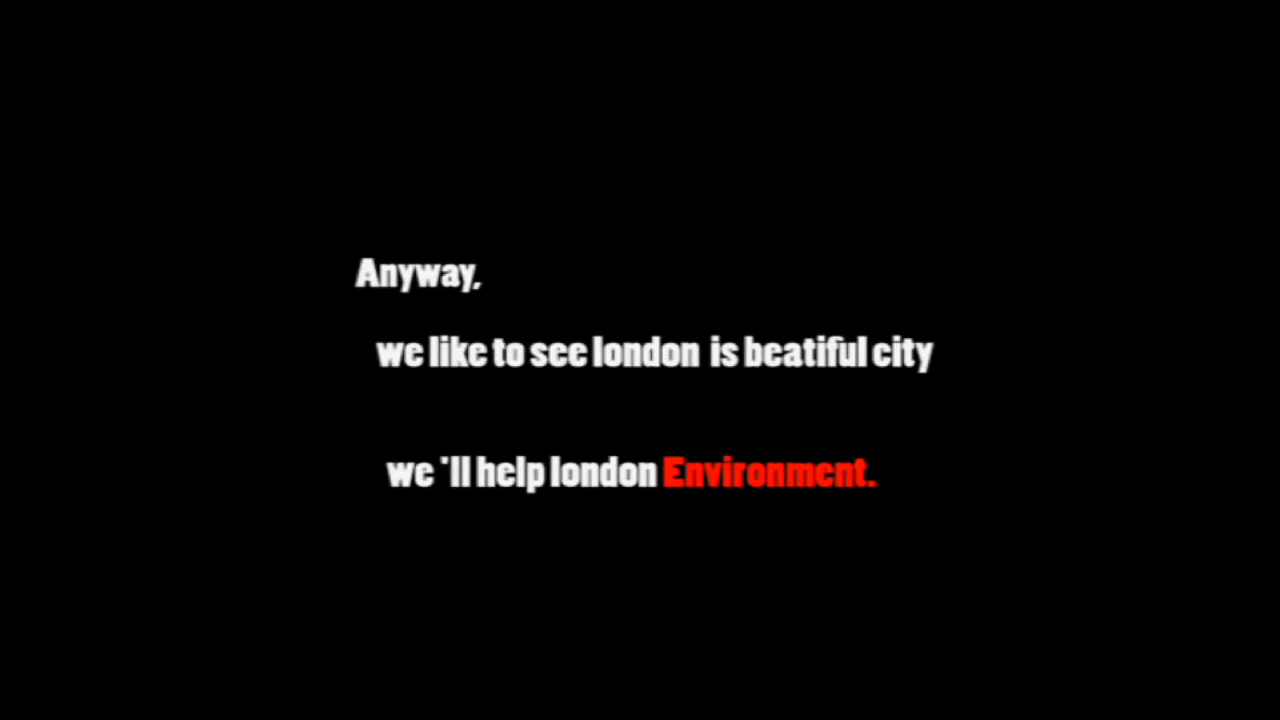 Anyway,
we like to see london is beatiful city
we 'll help london Environment.